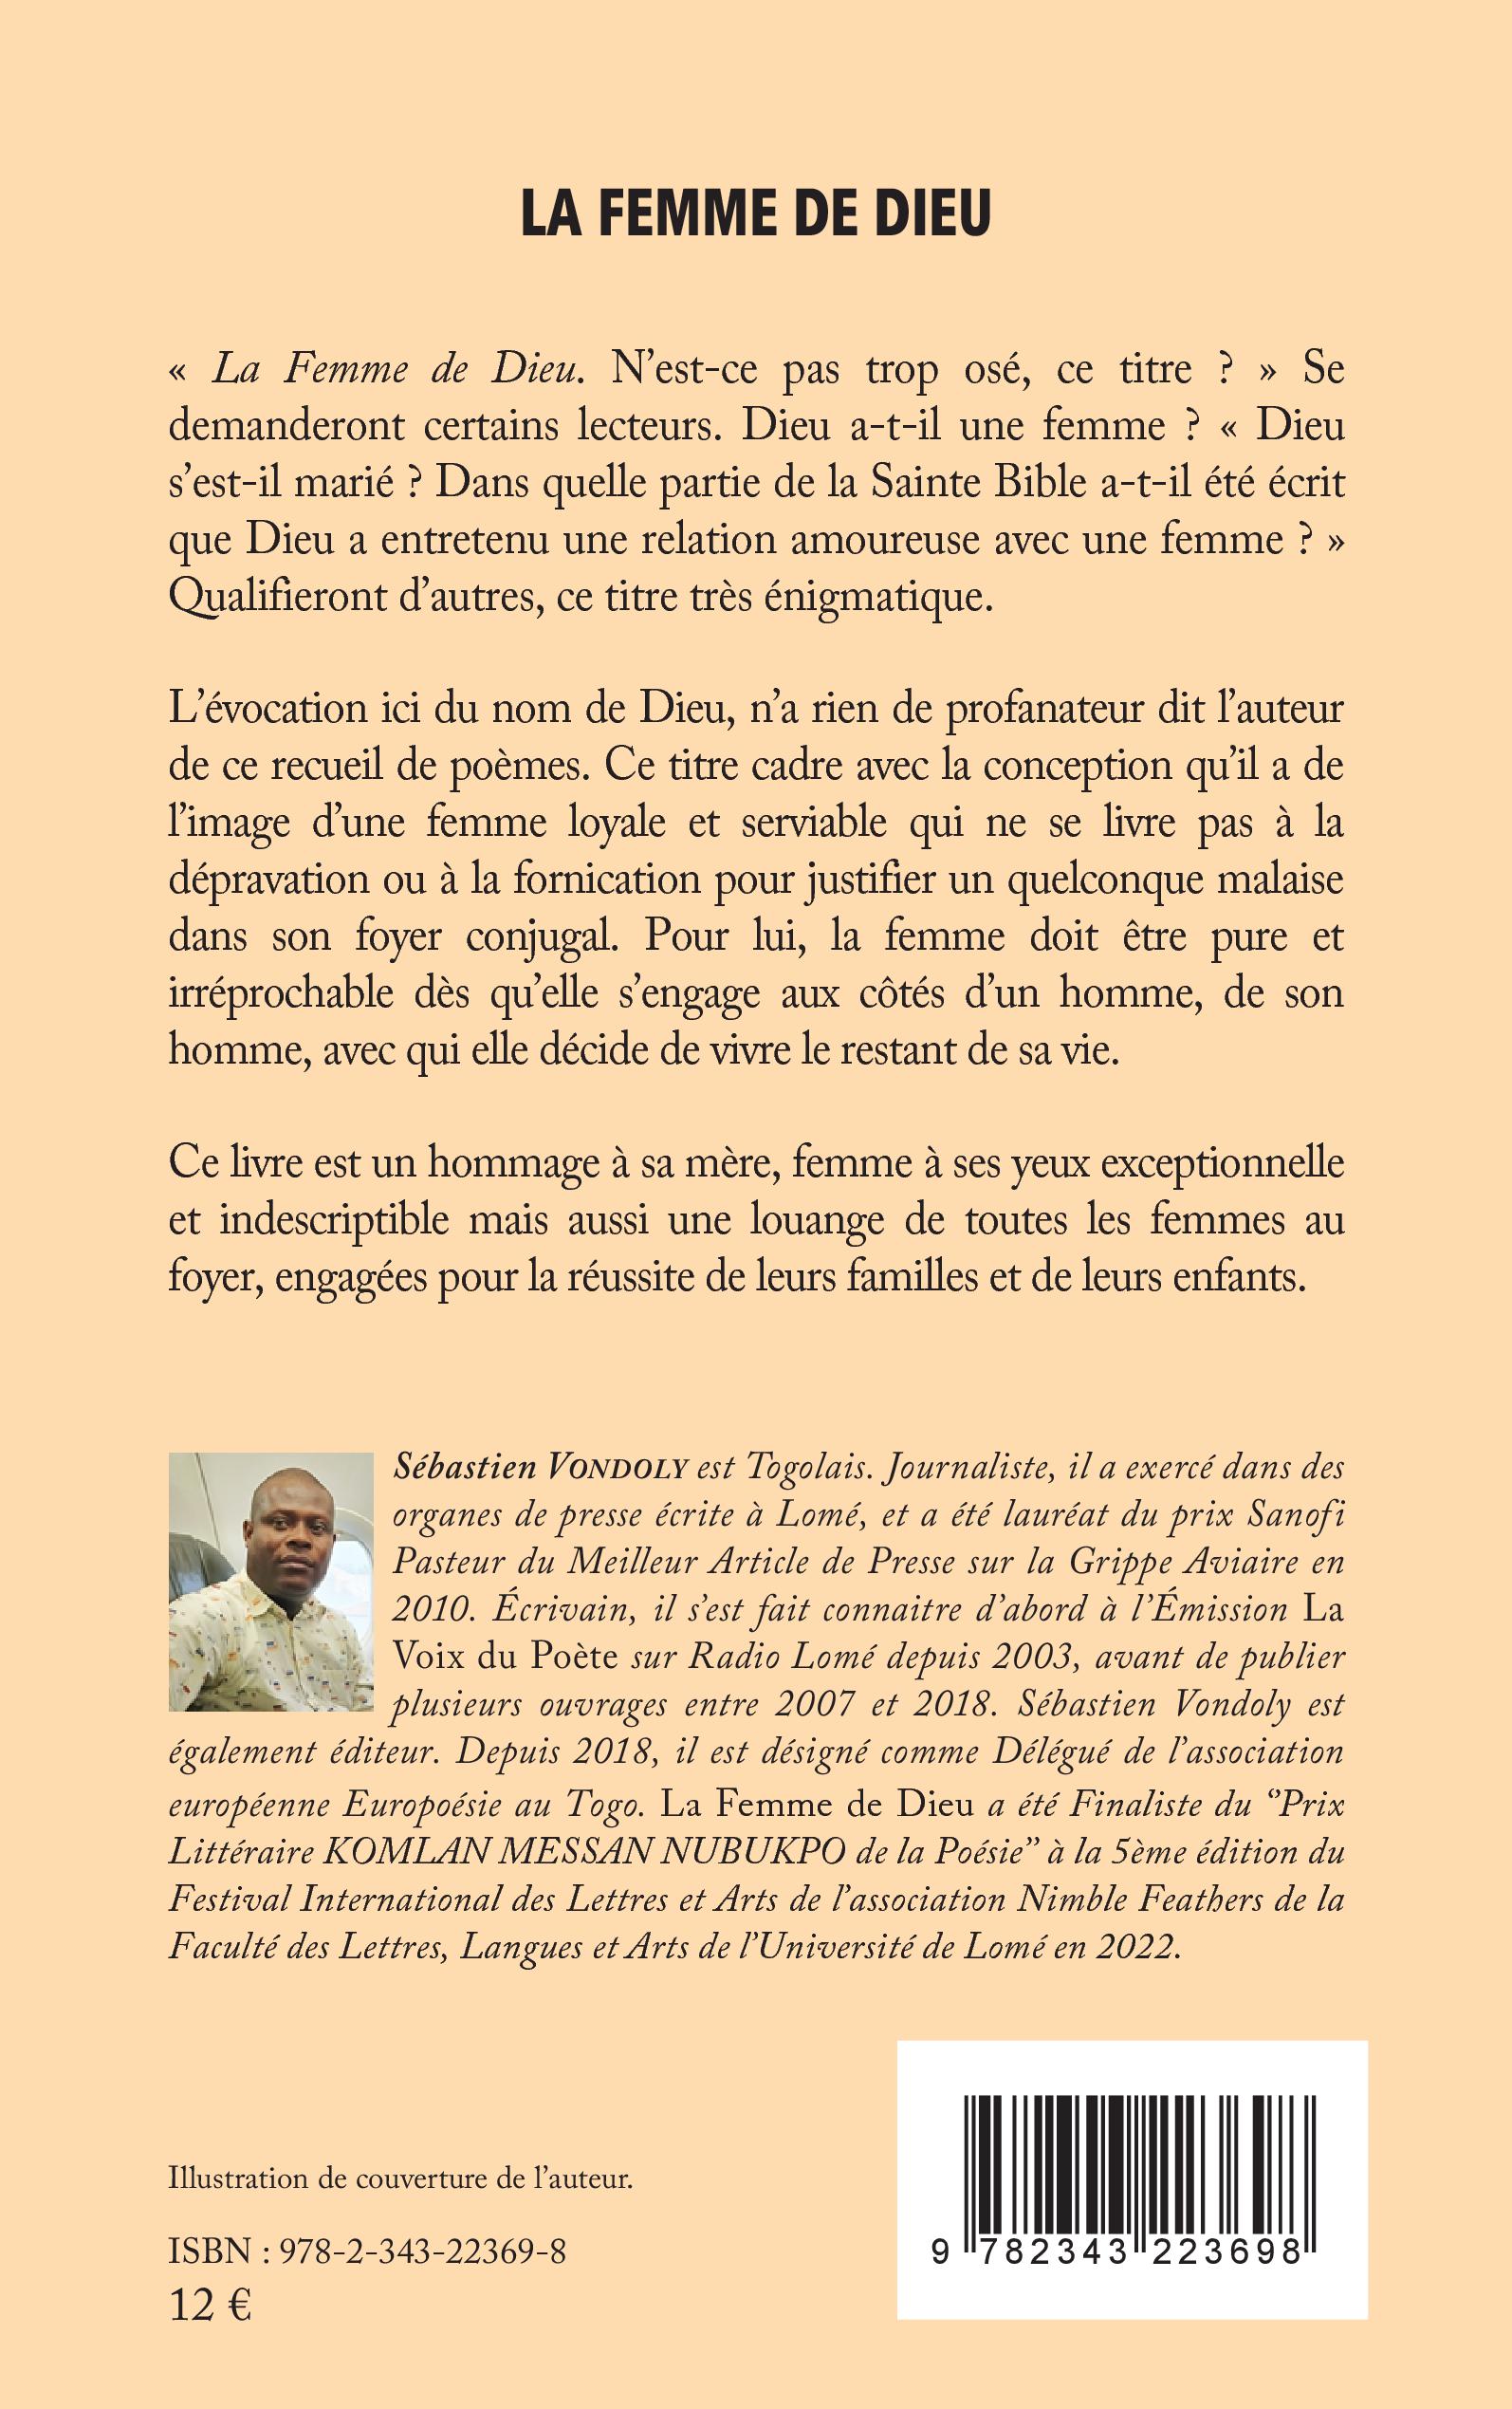 LA FEMME DE DIEU
« La Femme de Dieu. N’est-ce pas trop osé, ce titre ? » Se
demanderont certains lecteurs. Dieu a-t-il une femme ? « Dieu
s’est-il marié ? Dans quelle partie de la Sainte Bible a-t-il été écrit
que Dieu a entretenu une relation amoureuse avec une femme ? »
Qualifieront d’autres, ce titre très énigmatique.
L’évocation ici du nom de Dieu, n’a rien de profanateur dit l’auteur
de ce recueil de poèmes. Ce titre cadre avec la conception qu’il a de
l’image d’une femme loyale et serviable qui ne se livre pas à la
dépravation ou à la fornication pour justifier un quelconque malaise
dans son foyer conjugal. Pour lui, la femme doit être pure et
irréprochable dès qu’elle s’engage aux côtés d’un homme, de son
homme, avec qui elle décide de vivre le restant de sa vie.
Ce livre est un hommage à sa mère, femme à ses yeux exceptionnelle
et indescriptible mais aussi une louange de toutes les femmes au
foyer, engagées pour la réussite de leurs familles et de leurs enfants.
Sébastien VONDOLY est Togolais. Journaliste, il a exercé dans des
organes de presse écrite à Lomé, et a été lauréat du prix Sanofi
Pasteur du Meilleur Article de Presse sur la Grippe Aviaire en
2010. Écrivain, il s’est fait connaitre d’abord à l’Émission La
Voix du Poète sur Radio Lomé depuis 2003, avant de publier
plusieurs ouvrages entre 2007 et 2018. Sébastien Vondoly est
également éditeur. Depuis 2018, il est désigné comme Délégué de l’association
européenne Europoésie au Togo. La Femme de Dieu a été Finaliste du ‘’Prix
Littéraire KOMLAN MESSAN NUBUKPO de la Poésie’’ à la 5ème édition du
Festival International des Lettres et Arts de l’association Nimble Feathers de la
Faculté des Lettres, Langues et Arts de l’Université de Lomé en 2022.
Illustration de couverture de l’auteur.
ISBN : 978-2-343-22369-8
12 €
9 782343 223698